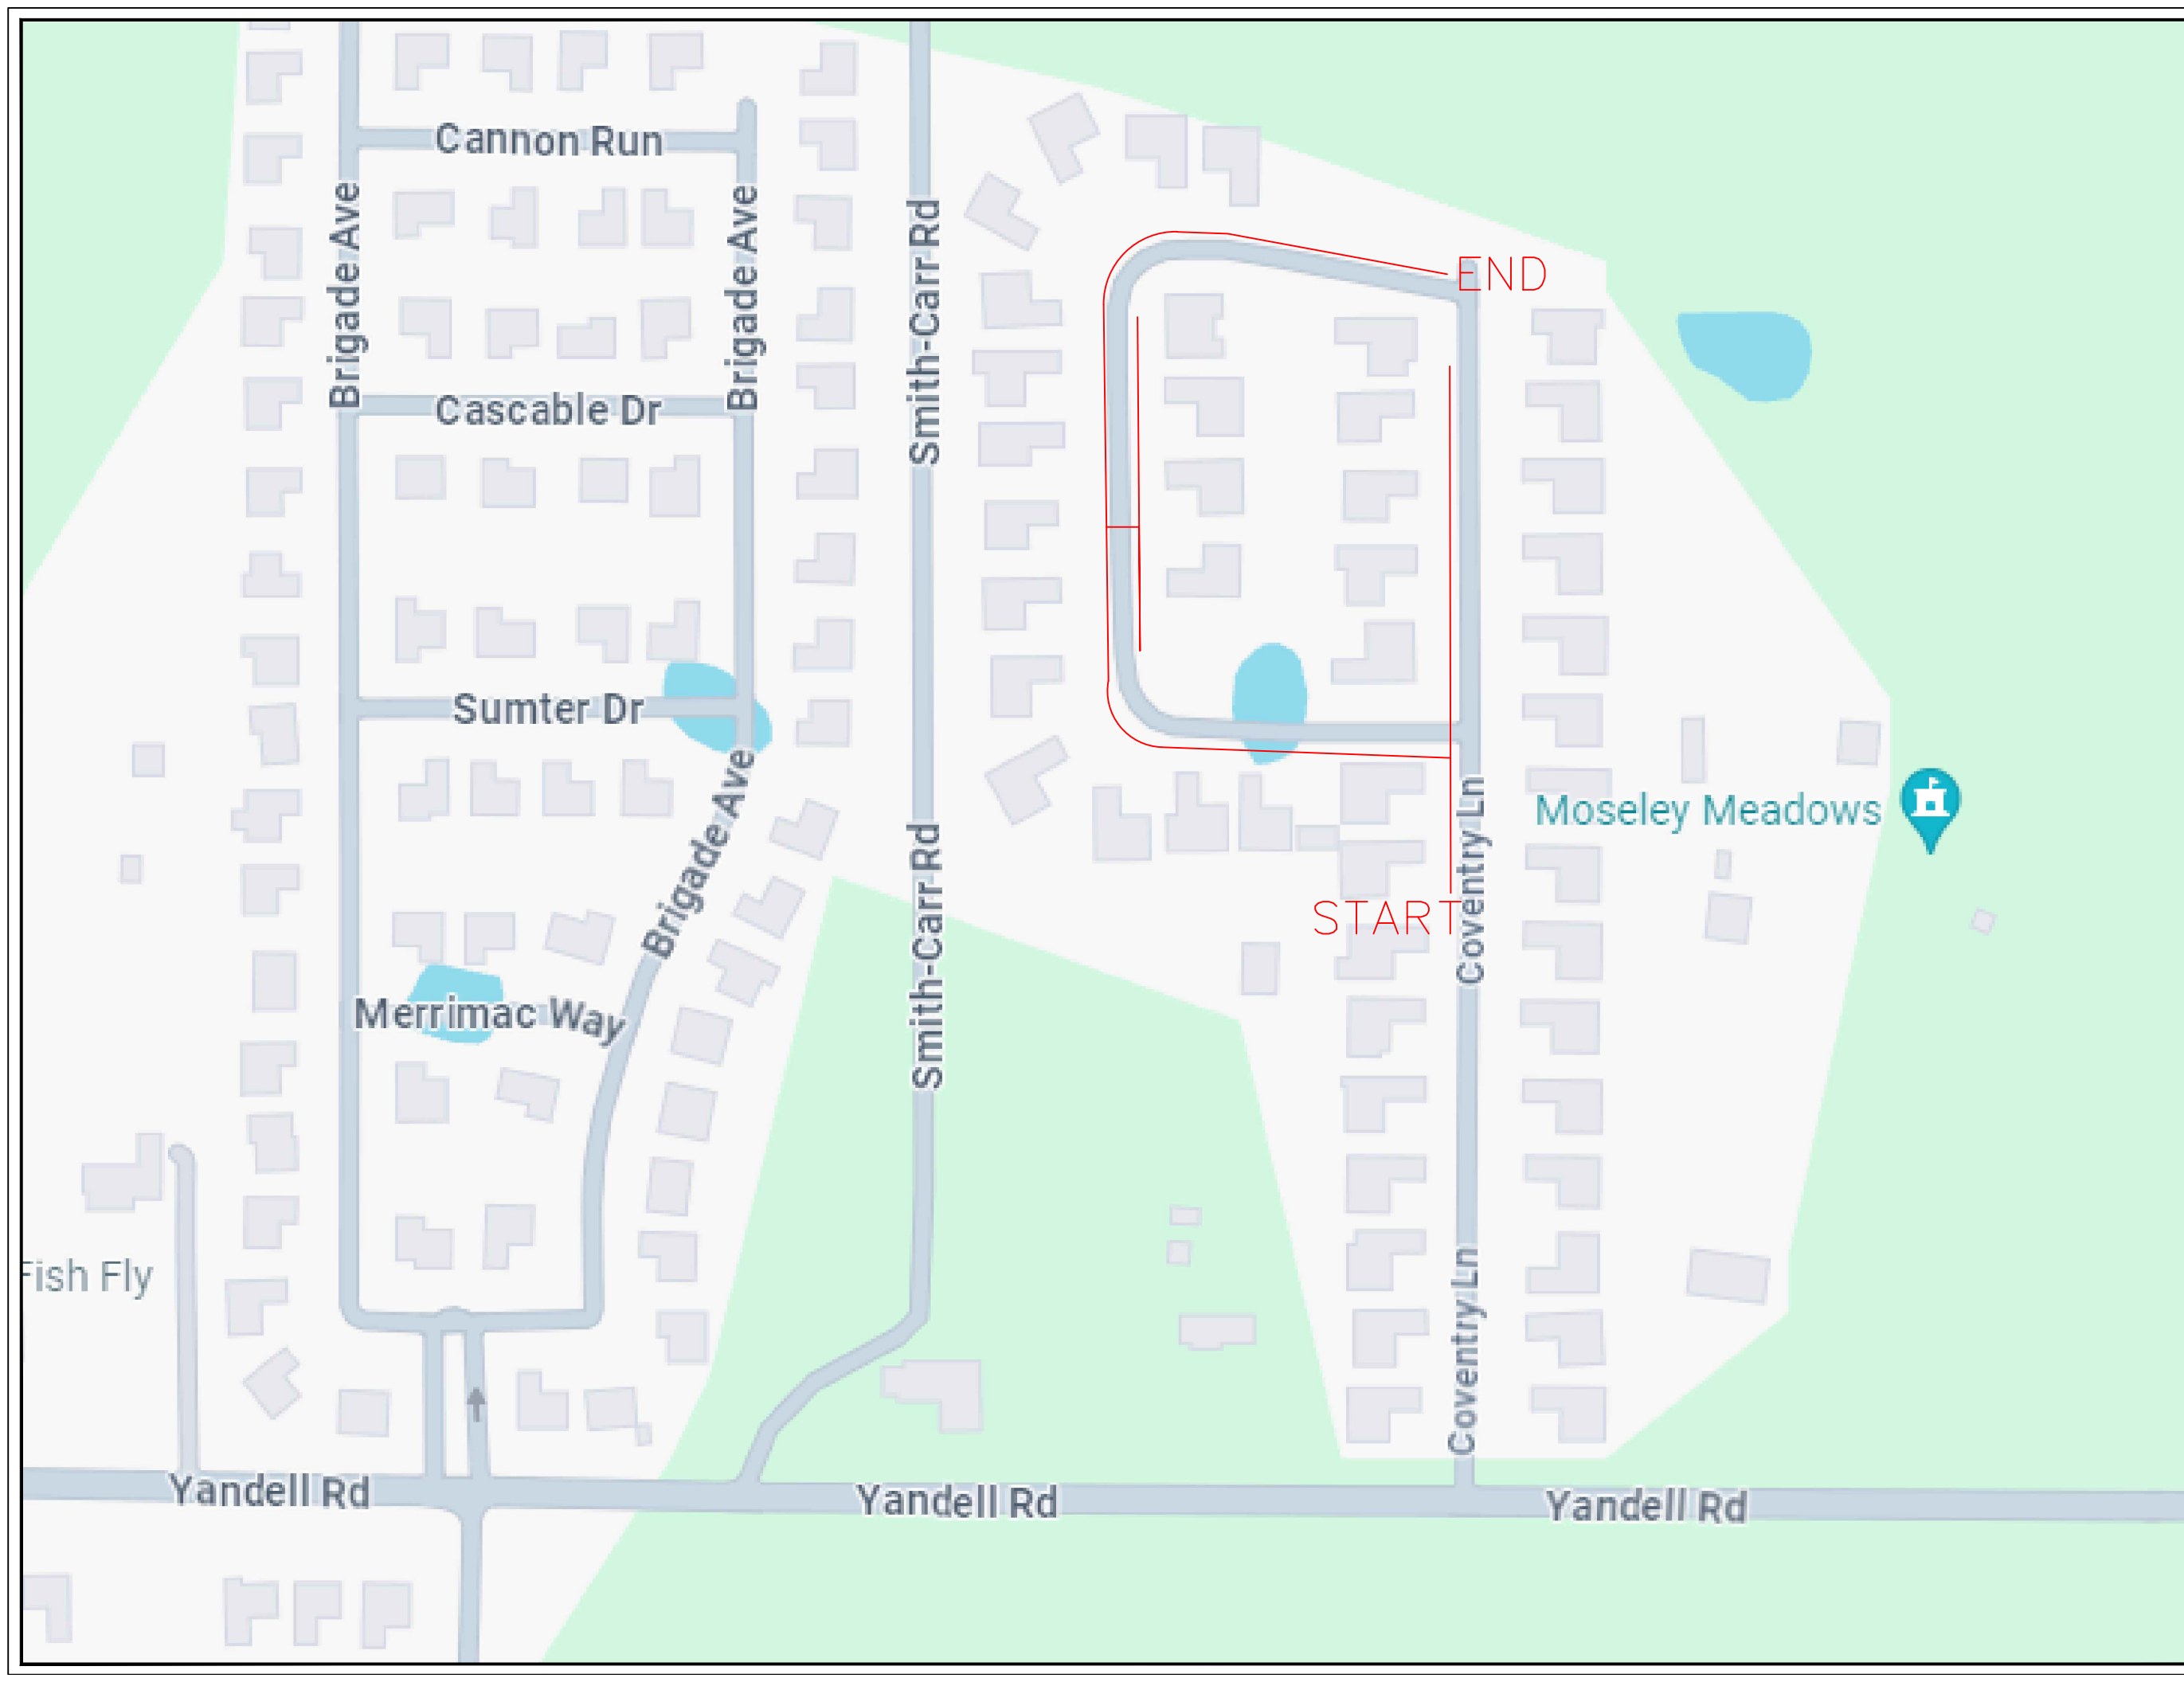 Cannon Run
Brigade Ave
Brigade Ave
Smith-Carr Rd
END
Cascable Dr
Sumter Dr
Brigade Ave
Coventry Ln
Moseley Meadows
START
Smith-Carr Rd
Merrimac Way
Fish Fly
Coventry Ln
Yandell Rd
Yandell Rd
Yandell Rd